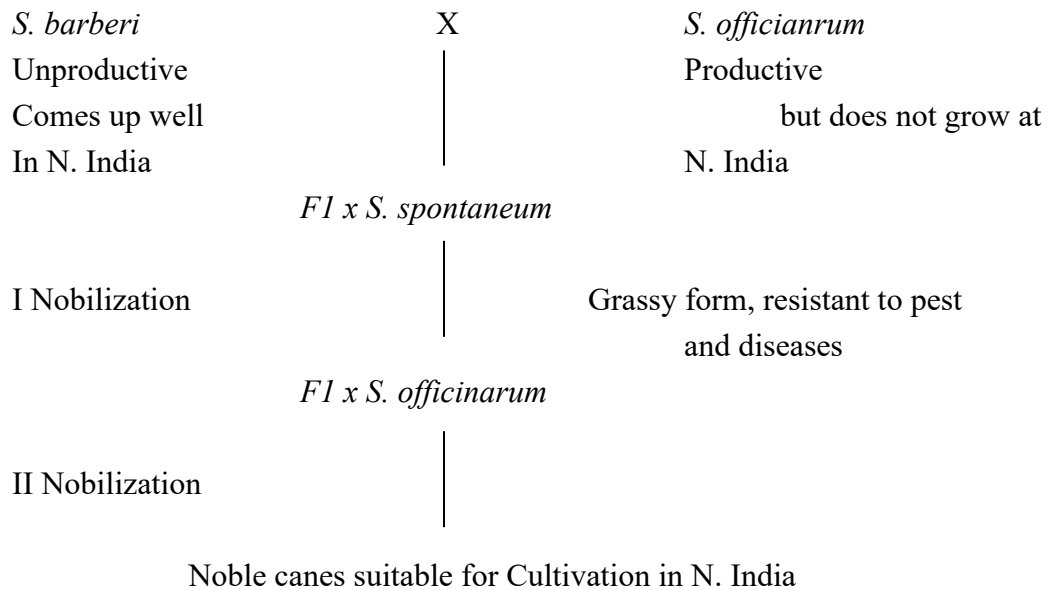 S. barberi X S. officianrum
Unproductive Productive
Comes up well but does not grow at
In N. India N. India
F1 x S. spontaneum
I Nobilization Grassy form, resistant to pest
and diseases
F1 x S. officinarum
II Nobilization
Noble canes suitable for Cultivation in N. India